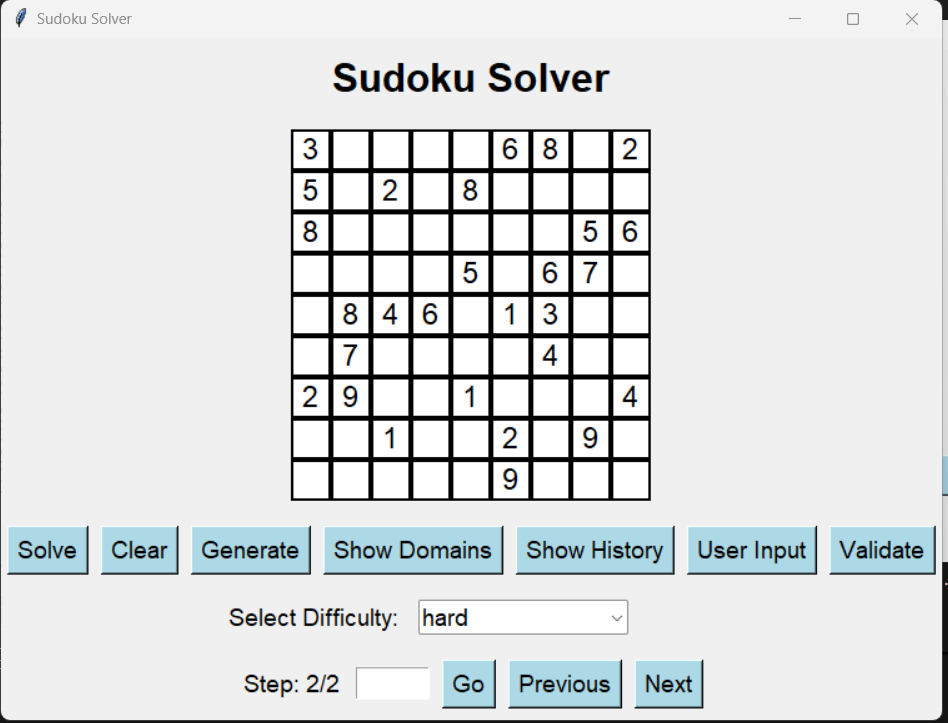 Sudoku Solver
Sudoku Solver
3 6 8 2
5 2 8
8 5 6
5 6 7
8 4 6 1 3
7 4
2 9 1 4
1 2 9
9
Solve Clear Generate Show Domains Show History User Input Validate
Select Difficulty: hard
Step: 2/2 Go Previous Next